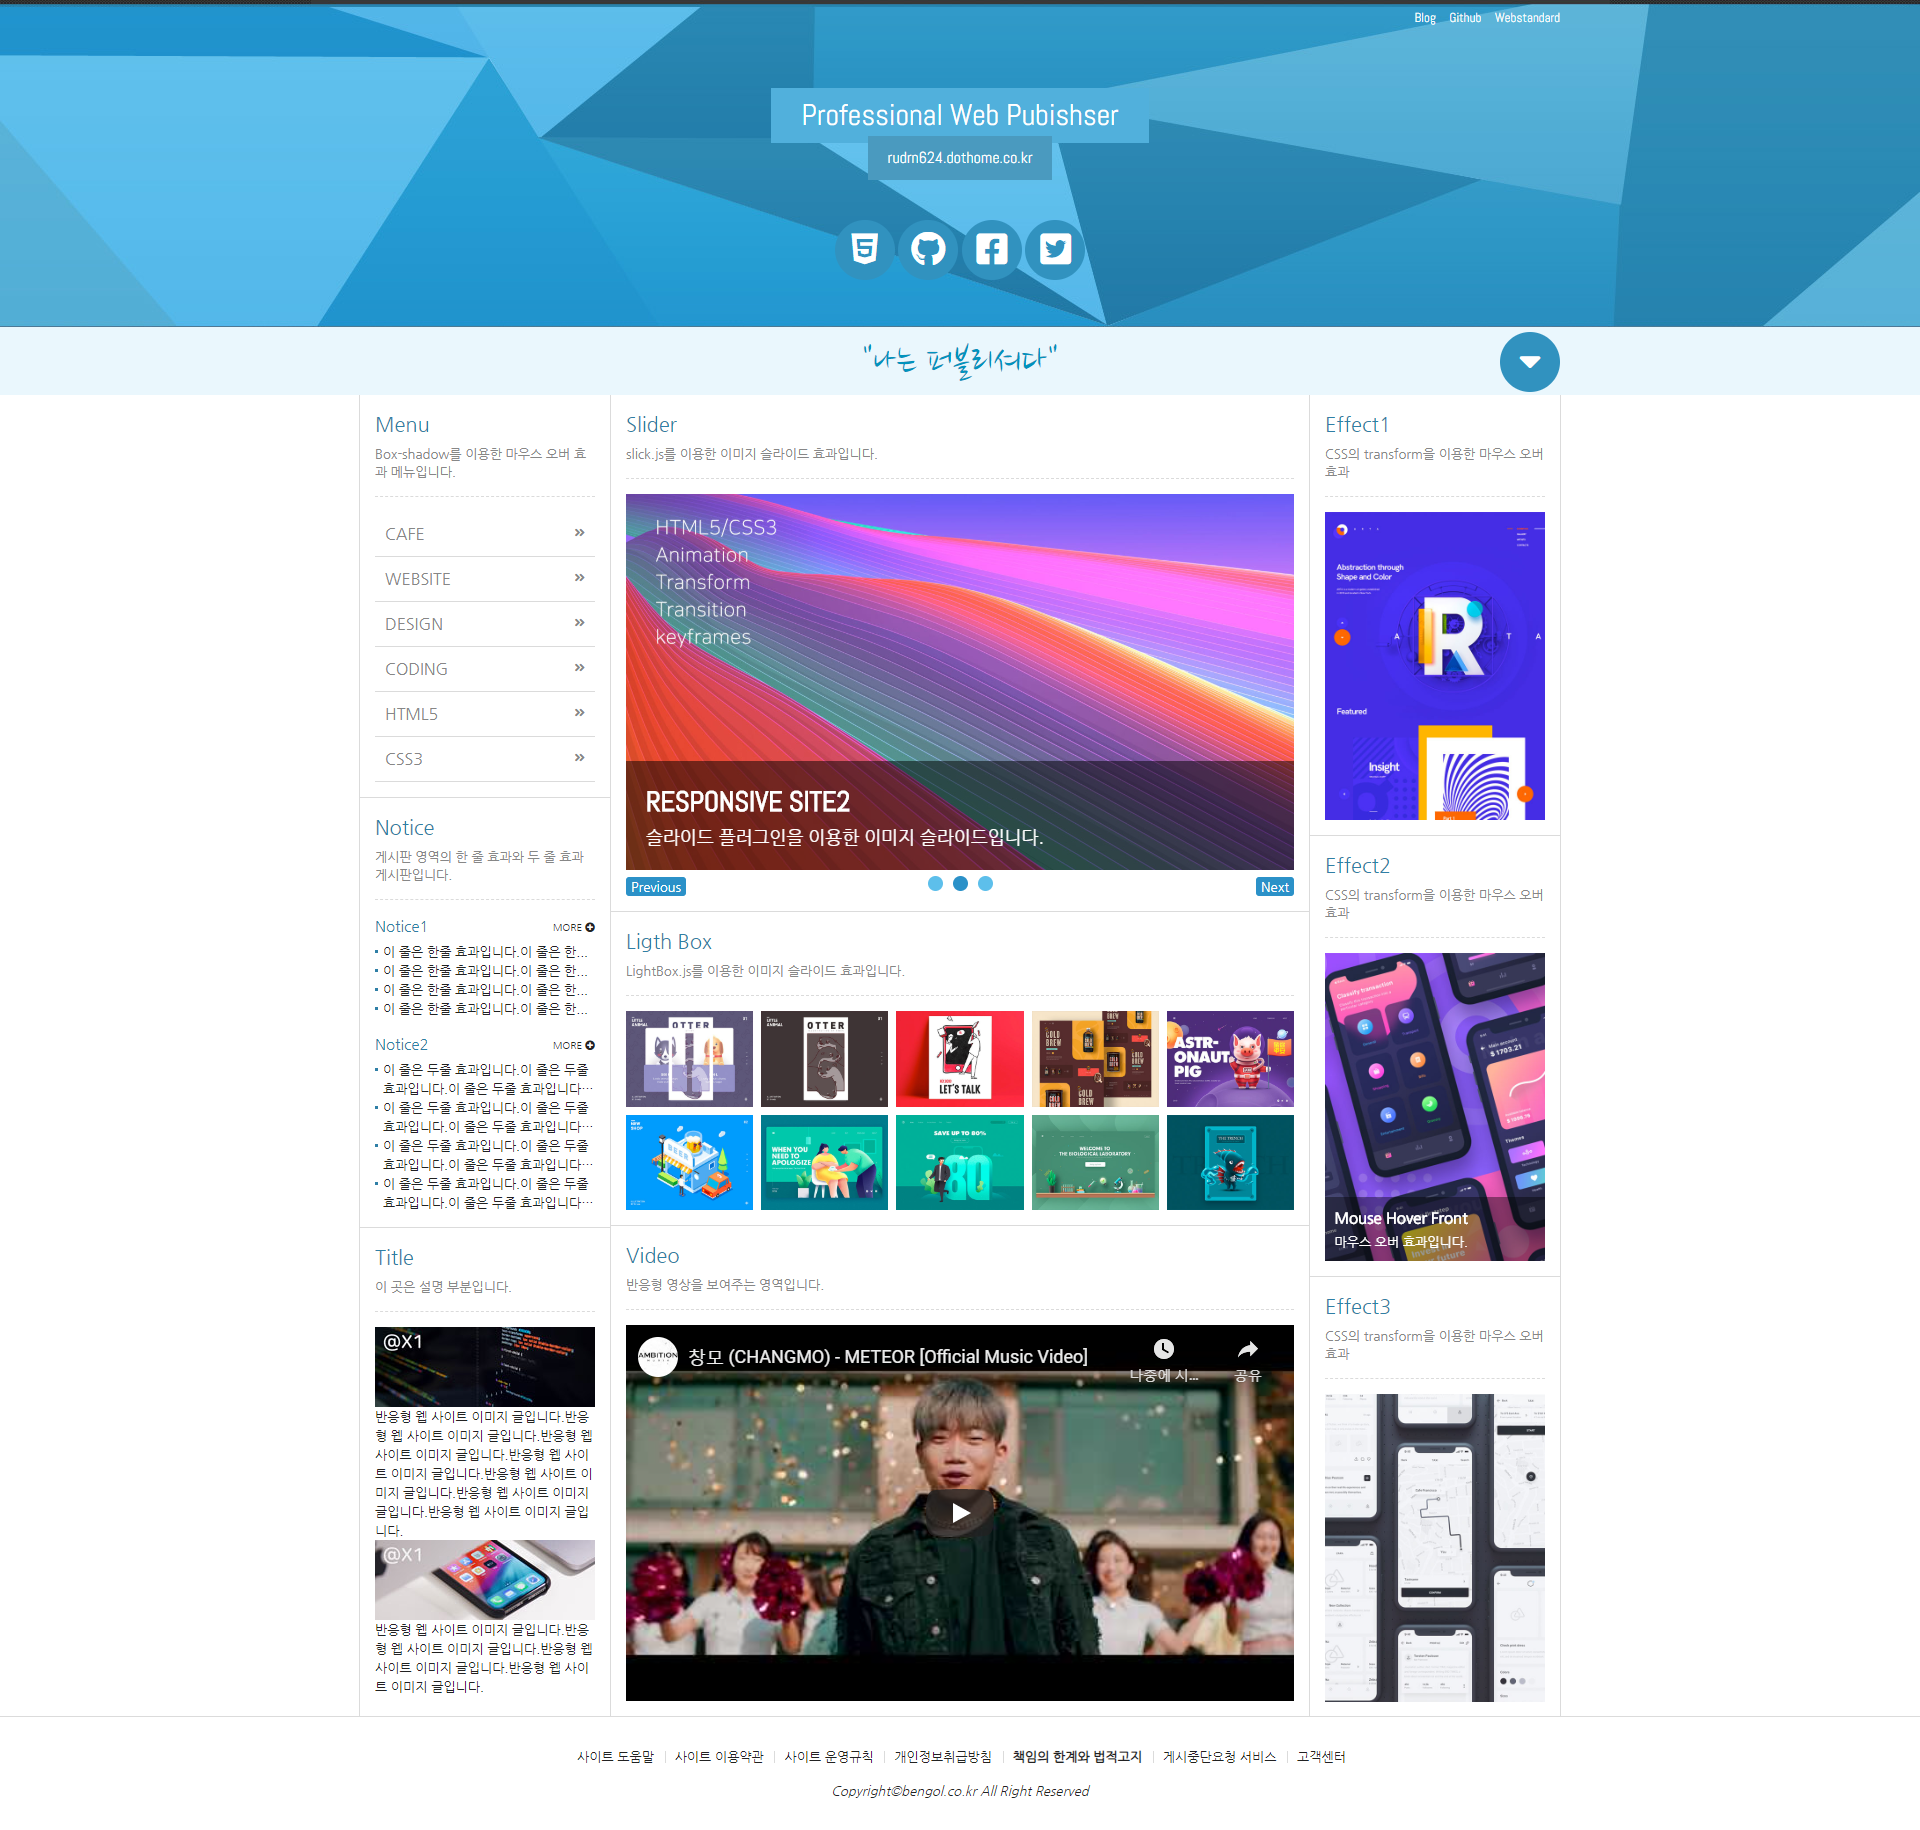 Blog Github Webstandard
Professional Web Pubishser
rudrn624.dothome.co.kr
"나는 퍼블리셔다"
Menu
Box-shadow를 이용한 마우스 오버 효
과 메뉴입니다.
CAFE
WEBSITE
DESIGN
CODING
HTML5
CSS3
Notice
게시판 영역의 한 줄 효과와 두 줄 효과
게시판입니다.
Notice1 MORE
이 줄은 한줄 효과입니다.이 줄은 한...
이 줄은 한줄 효과입니다.이 줄은 한...
이 줄은 한줄 효과입니다.이 줄은 한...
이 줄은 한줄 효과입니다.이 줄은 한...
Notice2 MORE
이 줄은 두줄 효과입니다.이 줄은 두줄
효과입니다.이 줄은 두줄 효과입니다…
이 줄은 두줄 효과입니다.이 줄은 두줄
효과입니다.이 줄은 두줄 효과입니다…
이 줄은 두줄 효과입니다.이 줄은 두줄
효과입니다.이 줄은 두줄 효과입니다…
이 줄은 두줄 효과입니다.이 줄은 두줄
효과입니다.이 줄은 두줄 효과입니다…
Title
이 곳은 설명 부분입니다.
@X1
반응형 웹 사이트 이미지 글입니다.반응
형 웹 사이트 이미지 글입니다.반응형 웹
사이트 이미지 글입니다.반응형 웹 사이
트 이미지 글입니다.반응형 웹 사이트 이
미지 글입니다.반응형 웹 사이트 이미지
글입니다.반응형 웹 사이트 이미지 글입
니다.
@X1
반응형 웹 사이트 이미지 글입니다.반응
형 웹 사이트 이미지 글입니다.반응형 웹
사이트 이미지 글입니다.반응형 웹 사이
트 이미지 글입니다.
Slider
slick.js를 이용한 이미지 슬라이드 효과입니다.
HTML5/CSS3
Animation
Transform
Transition
keyframes
RESPONSIVE SITE2
슬라이드 플러그인을 이용한 이미지 슬라이드입니다.
Previous Next
Ligth Box
LightBox.js를 이용한 이미지 슬라이드 효과입니다.
OTTER
OTTER
LET'S TALK
COLD BREW
ASTR-
ONAUT
PIG
BEER
WHEN YOU
NEED TO
APOLOGIZE
SAVE UP TO 80%
80
WELCOME TO
THE BIOLOGICAL LABORATORY
Video
반응형 영상을 보여주는 영역입니다.
AMBITION
MUSIK
창모 (CHANGMO) - METEOR [Official Music Video]
나중에 시...
공유
Effect1
CSS의 transform을 이용한 마우스 오버
효과
Abstraction through
Shape and Color
A R T A
Featured
Insight
Effect2
CSS의 transform을 이용한 마우스 오버
효과
Classify transaction
Main account
$ 1703.21
Themes
Mouse Hover Front
마우스 오버 효과입니다.
Effect3
CSS의 transform을 이용한 마우스 오버
효과
사이트 도움말 사이트 이용약관 사이트 운영규칙 개인정보취급방침 책임의 한계와 법적고지 게시중단요청 서비스 고객센터
Copyright©bengol.co.kr All Right Reserved